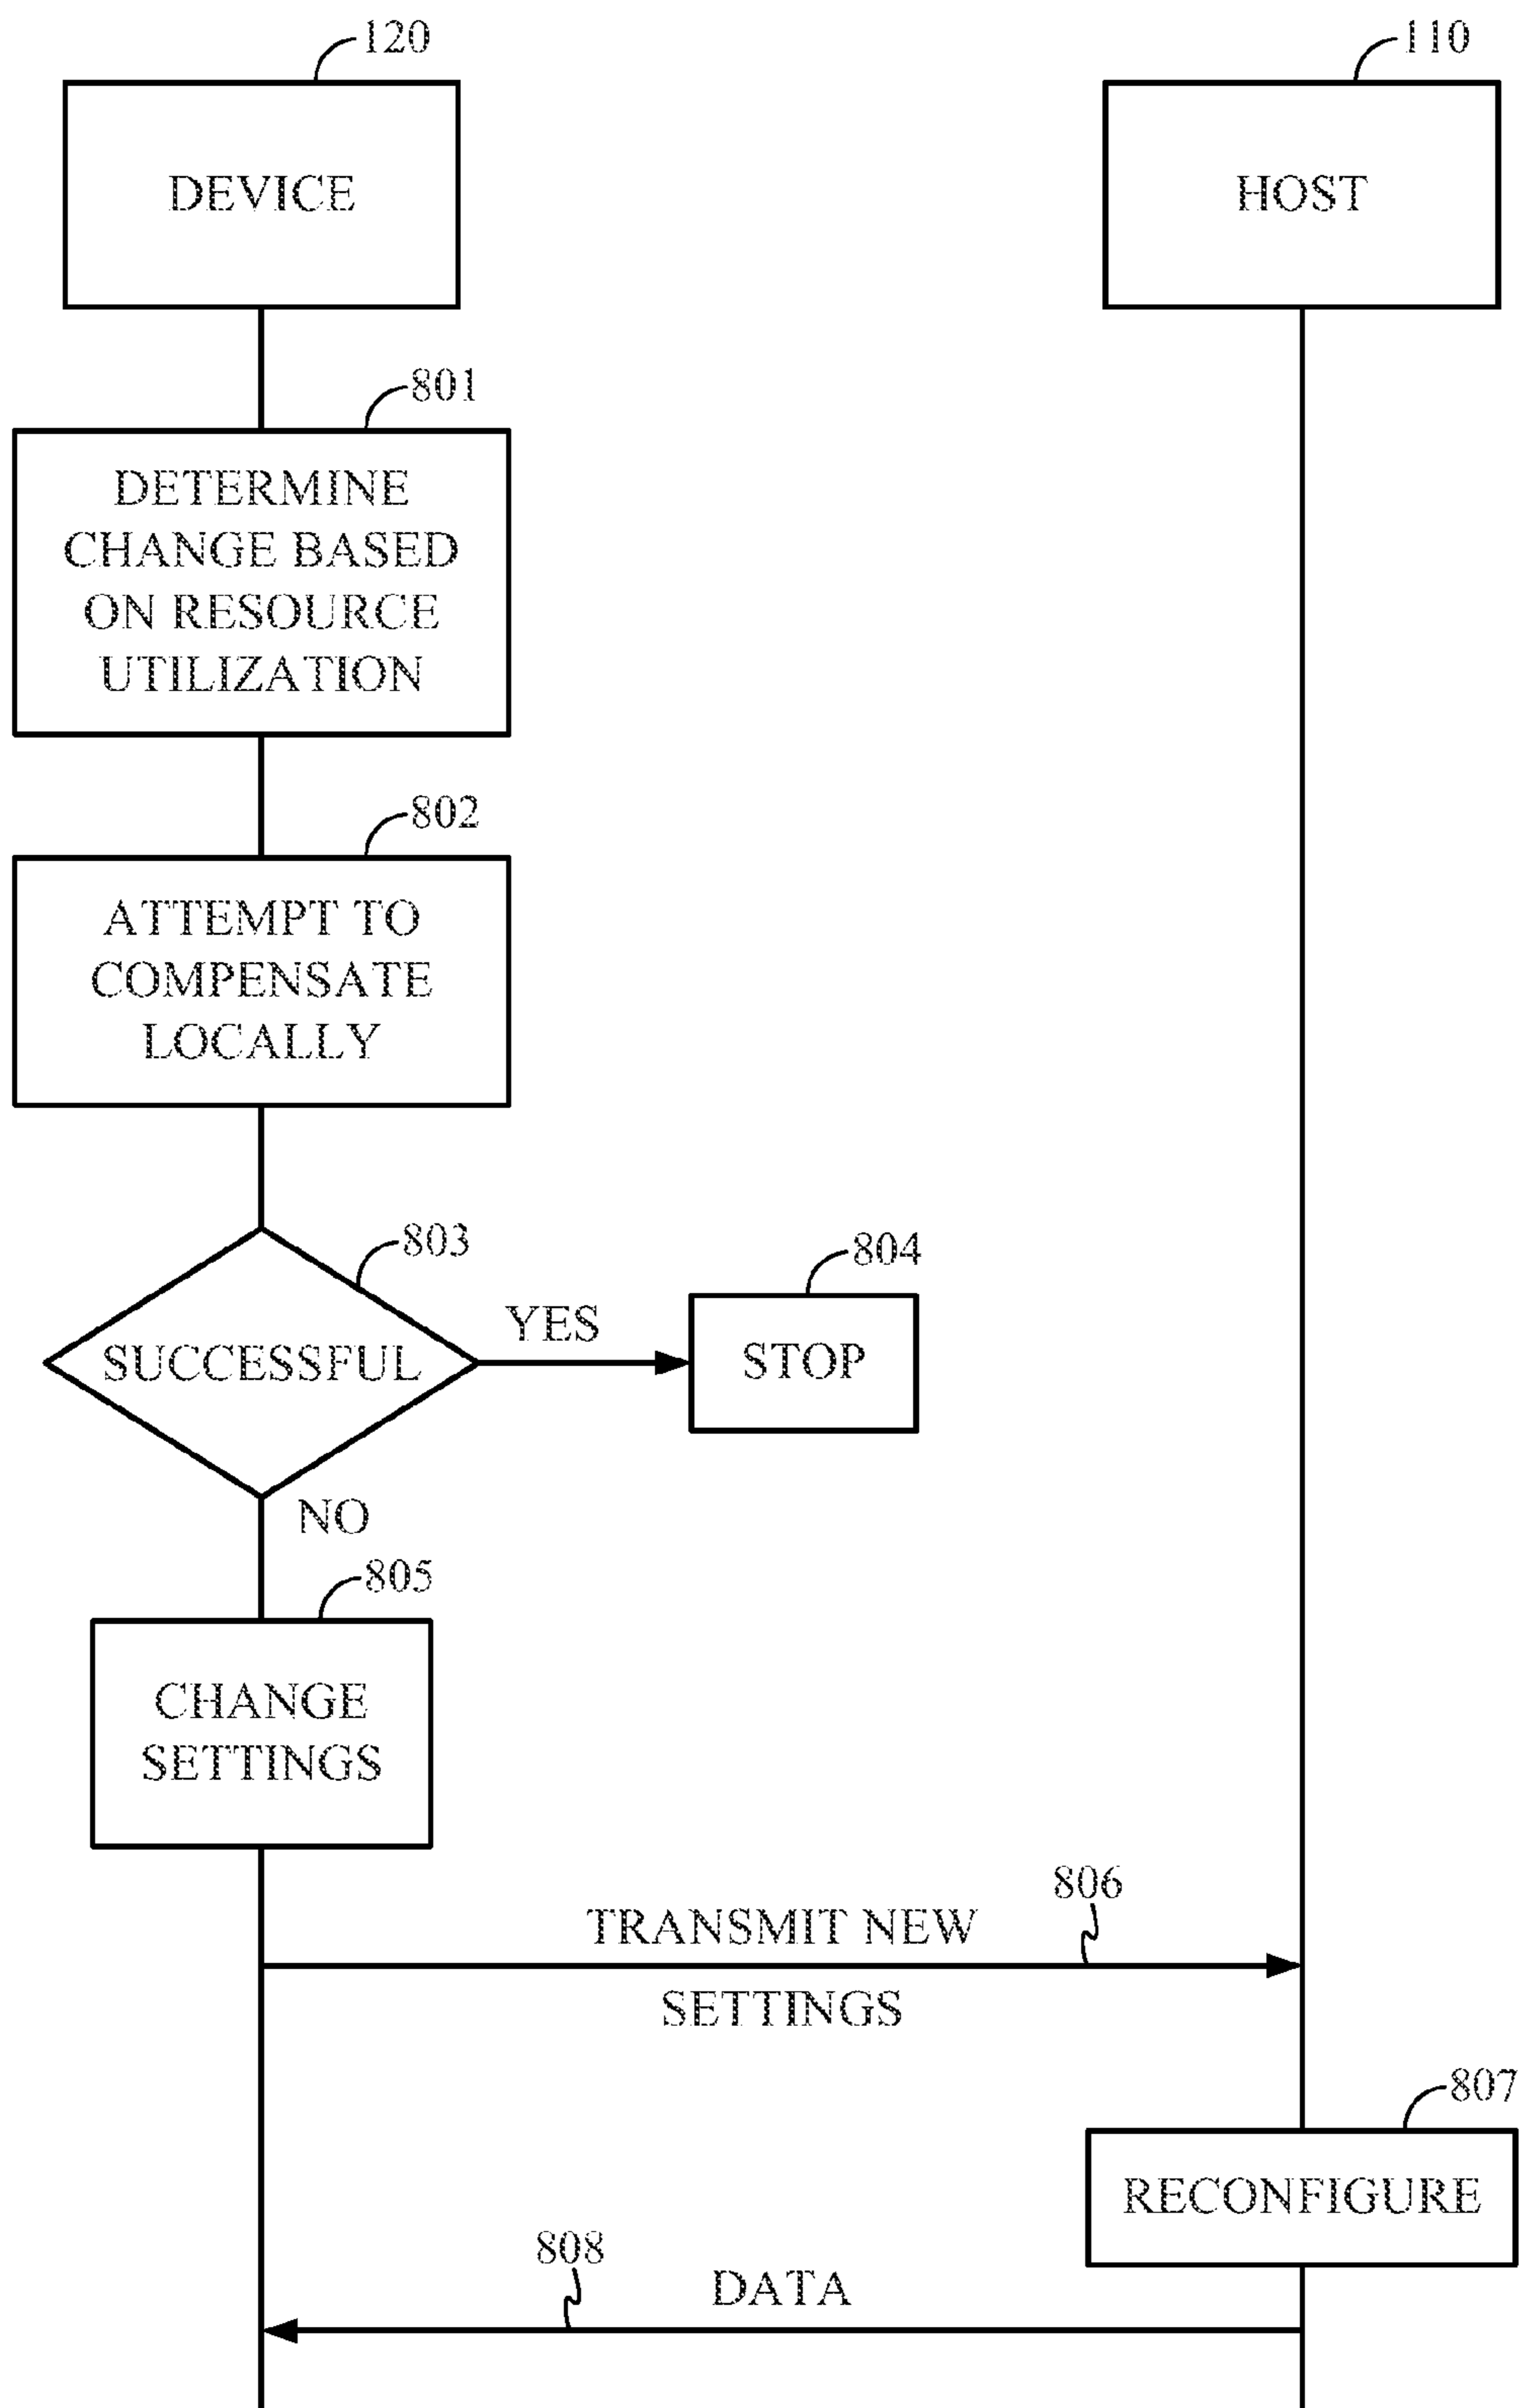 120
110
DEVICE
HOST
801
DETERMINE
CHANGE BASED
ON RESOURCE
UTILIZATION
802
ATTEMPT TO
COMPENSATE
LOCALLY
803
804
YES
SUCCESSFUL
STOP
NO
805
CHANGE
SETTINGS
806
TRANSMIT NEW
SETTINGS
807
RECONFIGURE
808
DATA